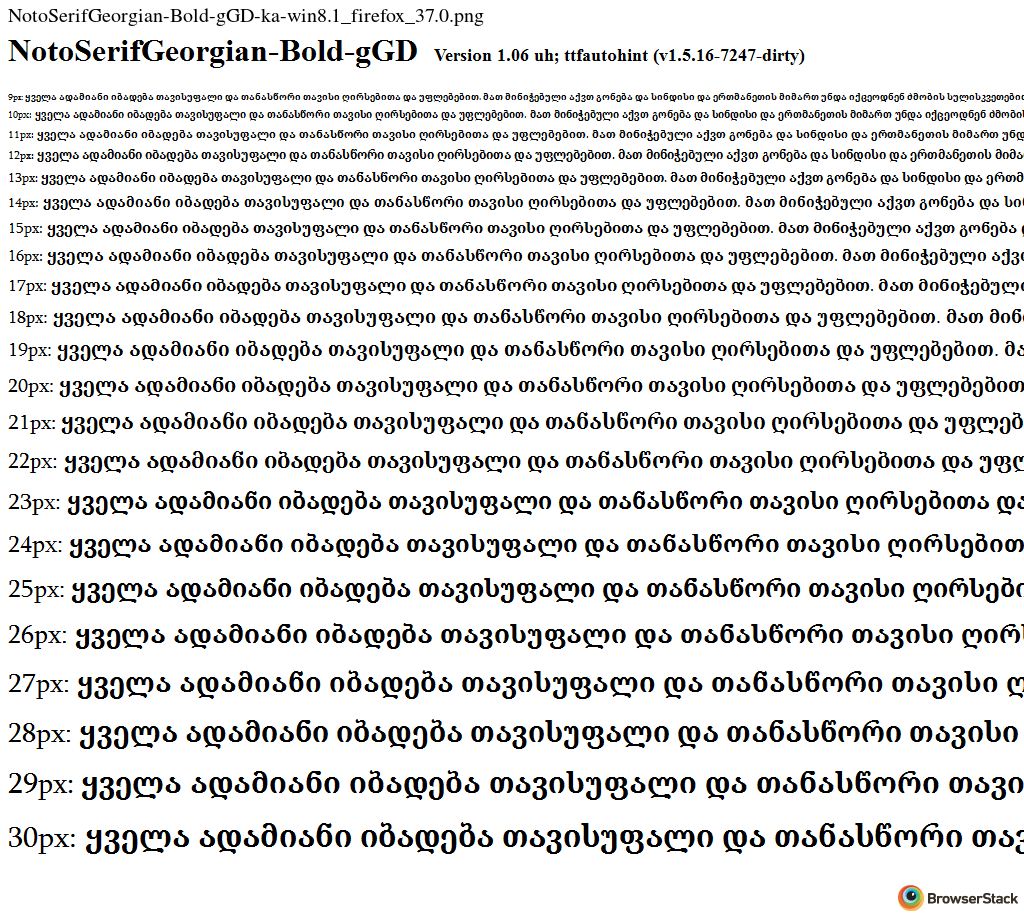 NotoSerifGeorgian-Bold-gGD-ka-win8.1_firefox_37.0.png
NotoSerifGeorgian-Bold-gGD Version 1.06 uh; ttfautohint (v1.5.16-7247-dirty)
9px: ყველა ადამიანი იბადება თავისუფალი და თანასწორი თავისი ღირსებითა და უფლებებით. მათ მინიჭებული აქვთ გონება და სინდისი და ერთმანეთის მიმართ უნდა იქცეოდნენ ძმობის სულისკვეთებით
10px: ყველა ადამიანი იბადება თავისუფალი და თანასწორი თავისი ღირსებითა და უფლებებით. მათ მინიჭებული აქვთ გონება და სინდისი და ერთმანეთის მიმართ უნდა იქცეოდნენ ძმობი
11px: ყველა ადამიანი იბადება თავისუფალი და თანასწორი თავისი ღირსებითა და უფლებებით. მათ მინიჭებული აქვთ გონება და სინდისი და ერთმანეთის მიმართ უნდ
12px: ყველა ადამიანი იბადება თავისუფალი და თანასწორი თავისი ღირსებითა და უფლებებით. მათ მინიჭებული აქვთ გონება და სინდისი და ერთმანეთის მიმა
13px: ყველა ადამიანი იბადება თავისუფალი და თანასწორი თავისი ღირსებითა და უფლებებით. მათ მინიჭებული აქვთ გონება და სინდისი და ერთმ
14px: ყველა ადამიანი იბადება თავისუფალი და თანასწორი თავისი ღირსებითა და უფლებებით. მათ მინიჭებული აქვთ გონება და სი
15px: ყველა ადამიანი იბადება თავისუფალი და თანასწორი თავისი ღირსებითა და უფლებებით. მათ მინიჭებული აქვთ გონება
16px: ყველა ადამიანი იბადება თავისუფალი და თანასწორი თავისი ღირსებითა და უფლებებით. მათ მინიჭებული აქვ
17px: ყველა ადამიანი იბადება თავისუფალი და თანასწორი თავისი ღირსებითა და უფლებებით. მათ მინიჭებული
18px: ყველა ადამიანი იბადება თავისუფალი და თანასწორი თავისი ღირსებითა და უფლებებით. მათ მინ
19px: ყველა ადამიანი იბადება თავისუფალი და თანასწორი თავისი ღირსებითა და უფლებებით. მა
20px: ყველა ადამიანი იბადება თავისუფალი და თანასწორი თავისი ღირსებითა და უფლებებით
21px: ყველა ადამიანი იბადება თავისუფალი და თანასწორი თავისი ღირსებითა და უფლებ
22px: ყველა ადამიანი იბადება თავისუფალი და თანასწორი თავისი ღირსებითა და უფლ
23px: ყველა ადამიანი იბადება თავისუფალი და თანასწორი თავისი ღირსებითა და
24px: ყველა ადამიანი იბადება თავისუფალი და თანასწორი თავისი ღირსებით
25px: ყველა ადამიანი იბადება თავისუფალი და თანასწორი თავისი ღირსები
26px: ყველა ადამიანი იბადება თავისუფალი და თანასწორი თავისი ღირ
27px: ყველა ადამიანი იბადება თავისუფალი და თანასწორი თავისი ღ
28px: ყველა ადამიანი იბადება თავისუფალი და თანასწორი თავისი
29px: ყველა ადამიანი იბადება თავისუფალი და თანასწორი თავი
30px: ყველა ადამიანი იბადება თავისუფალი და თანასწორი თავ
BrowserStack